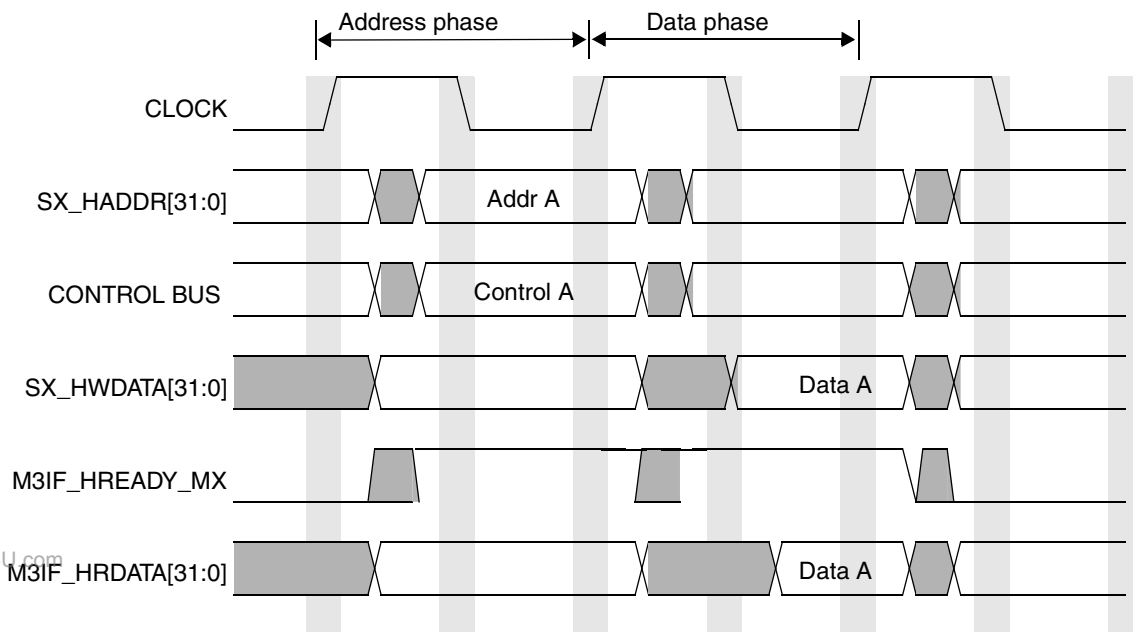 Address phase
Data phase
CLOCK
SX_HADDR[31:0]
Addr A
CONTROL BUS
Control A
SX_HWDATA[31:0]
Data A
M3IF_HREADY_MX
U.com
M3IF_HRDATA[31:0]
Data A